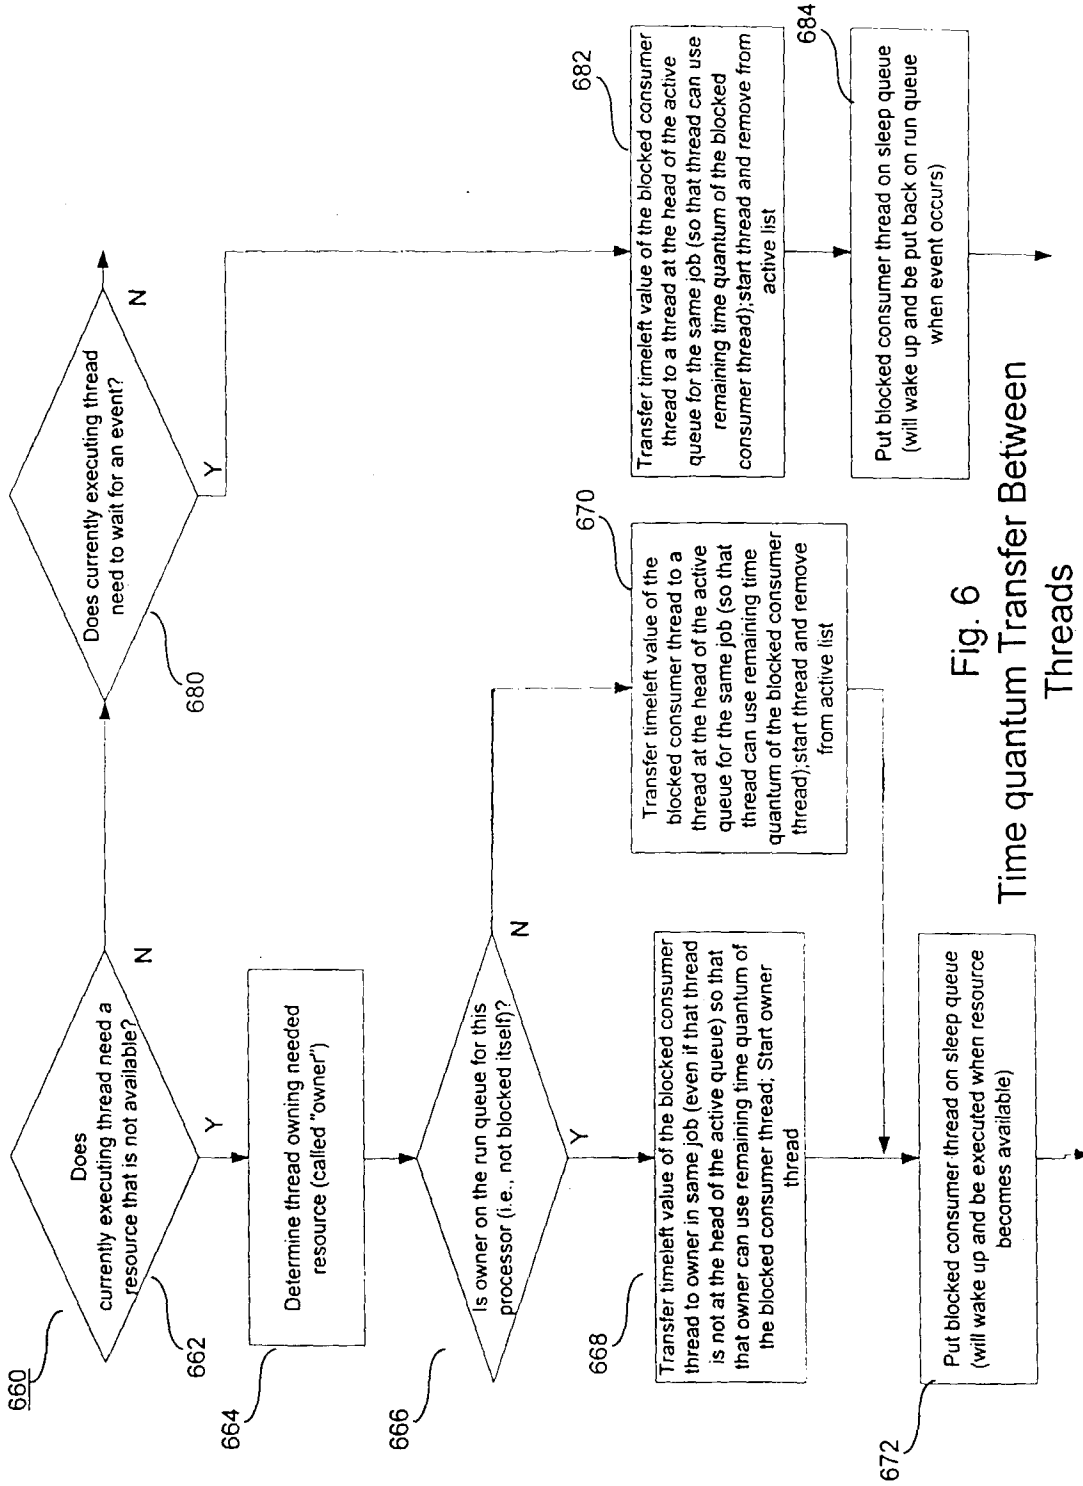 660
Does
currently executing thread need a
resource that is not available?
662
N
Y
Does currently executing thread
need to wait for an event?
680
N
Y
664
Determine thread owning needed
resource (called "owner")
666
Is owner on the run queue for this
processor (i.e., not blocked itself)?
N
Y
668
Transfer timeleft value of the blocked consumer
thread to owner in same job (even if that thread
is not at the head of the active queue) so that
that owner can use remaining time quantum of
the blocked consumer thread; Start owner
thread
670
Transfer timeleft value of the
blocked consumer thread to a
thread at the head of the active
queue for the same job (so that
thread can use remaining time
quantum of the blocked consumer
thread);start thread and remove
from active list
682
Transfer timeleft value of the blocked consumer
thread to a thread at the head of the active
queue for the same job (so that thread can use
remaining time quantum of the blocked
consumer thread);start thread and remove from
active list
672
Put blocked consumer thread on sleep queue
(will wake up and be executed when resource
becomes available)
684
Put blocked consumer thread on sleep queue
(will wake up and be put back on run queue
when event occurs)
Fig. 6
Time quantum Transfer Between
Threads